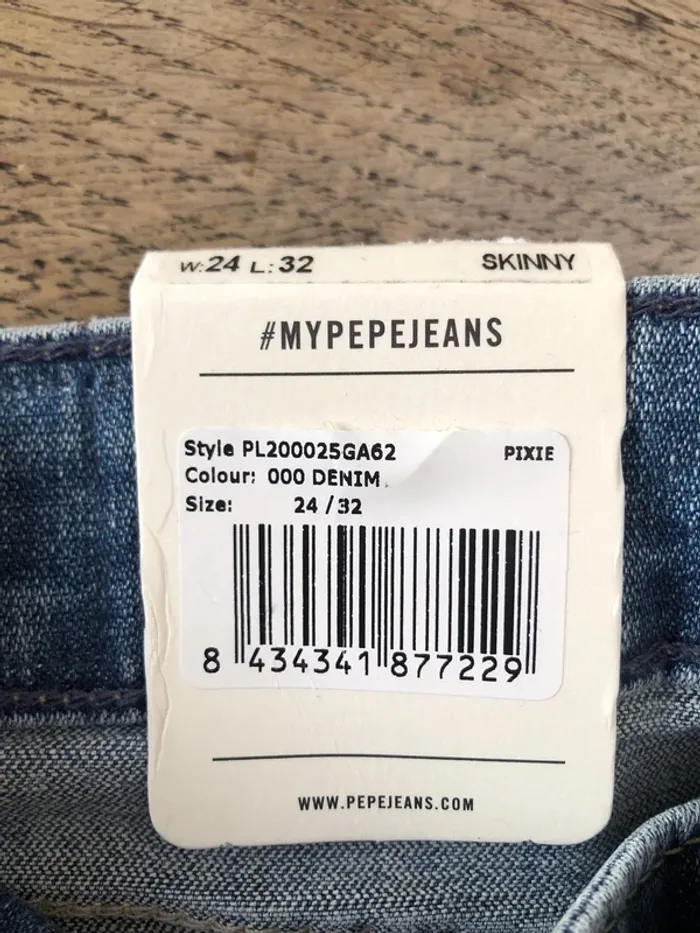 W:24 L:32 SKINNY
#MYPEPEJEANS
Style PL200025GA62 PIXIE
Colour: 000 DENIM
Size: 24 / 32
8 434341 877229
WWW.PEPEJEANS.COM